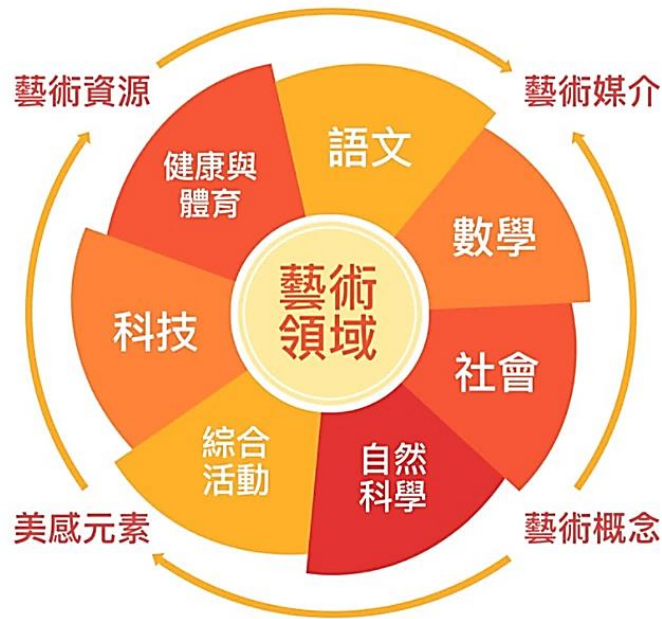 藝術資源
藝術媒介
語文
健康與
體育
數學
藝術
領域
科技
社會
綜合
活動
自然
科學
美感元素
藝術概念